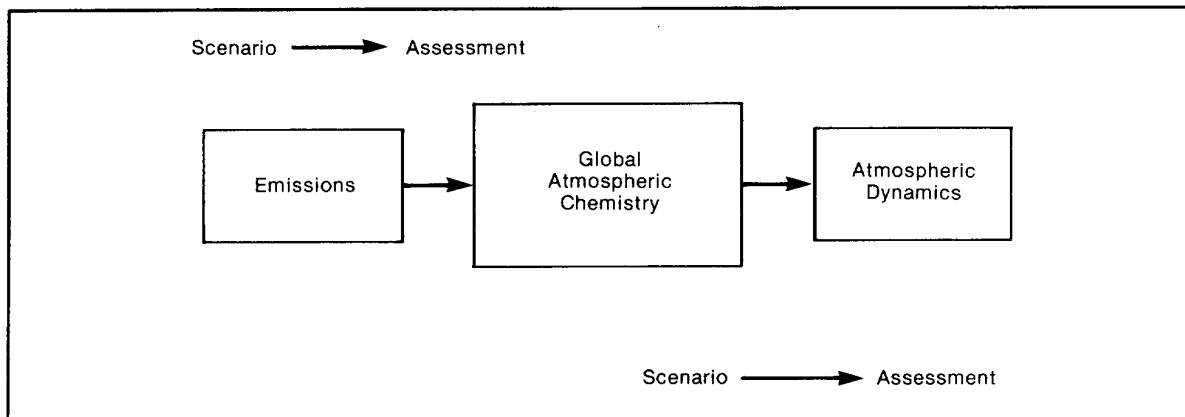 Scenario Assessment
Emissions
Global
Atmospheric
Chemistry
Atmospheric
Dynamics
Scenario Assessment